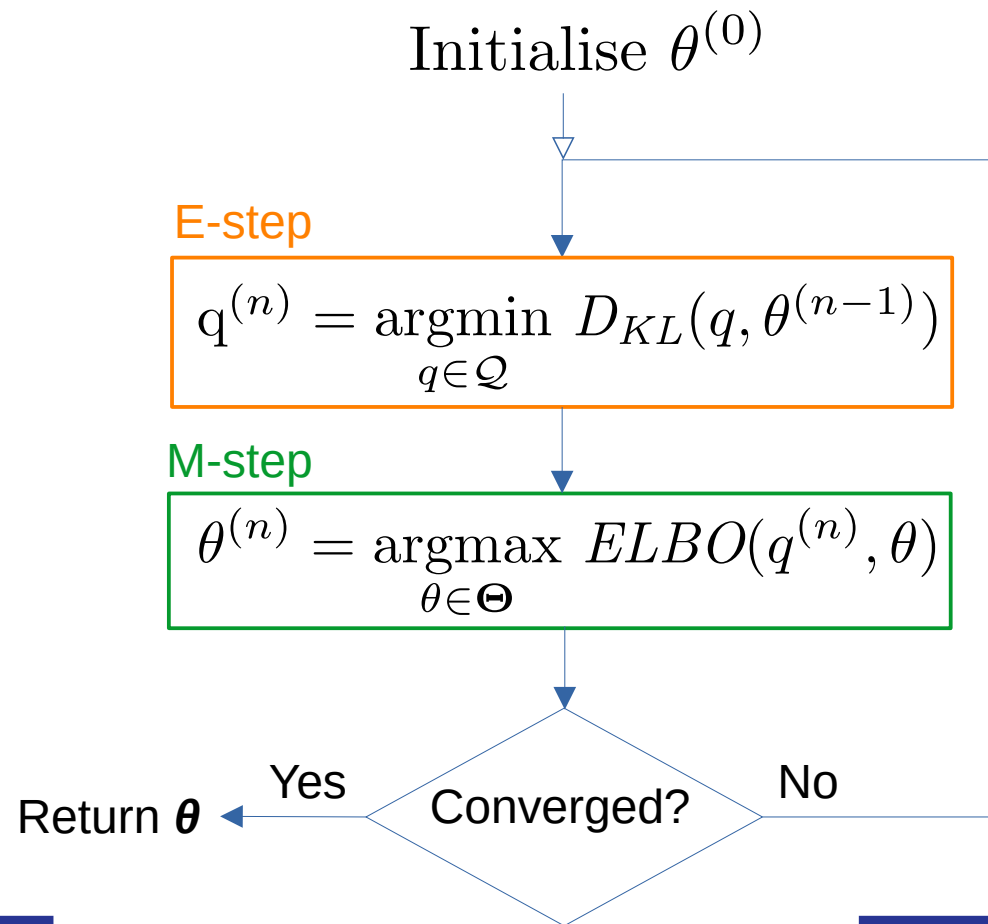 Initialise θ^(0)
E-step
q^(n) = argmin D_KL(q, θ^(n−1))
q∈𝒬
M-step
θ^(n) = argmax ELBO(q^(n), θ)
θ∈Θ
Yes
No
Return θ
Converged?